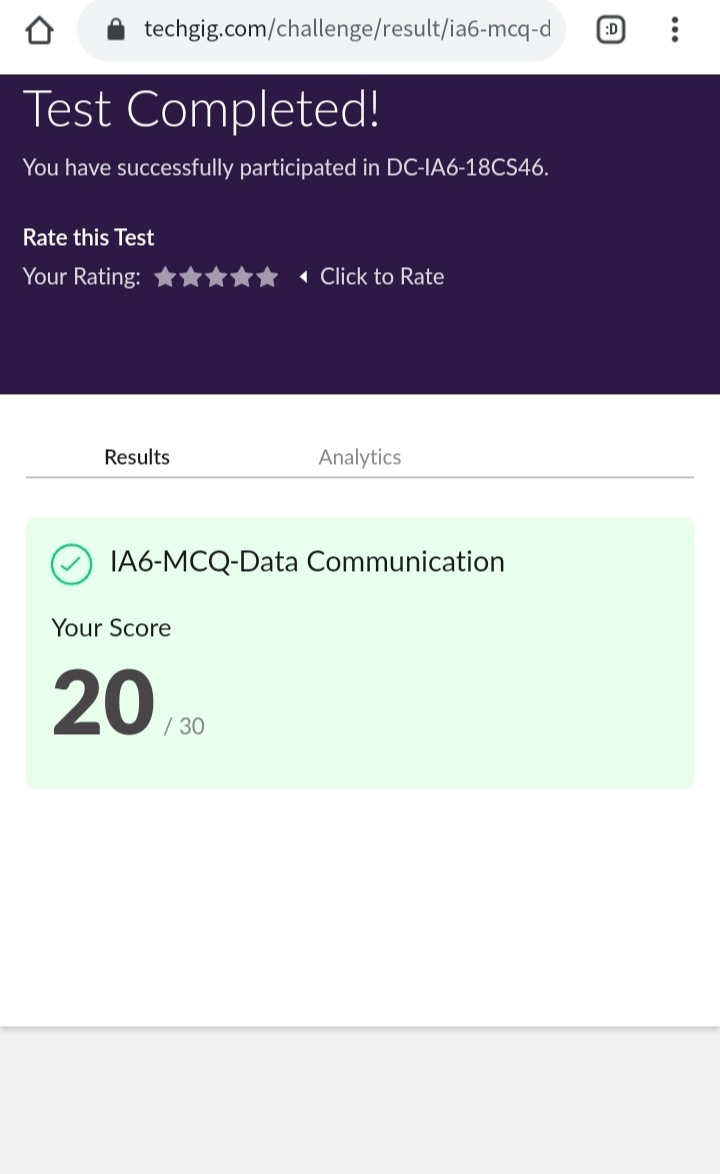 techgig.com/challenge/result/ia6-mcq-d
:D
Test Completed!
You have successfully participated in DC-IA6-18CS46.
Rate this Test
Your Rating: Click to Rate
Results Analytics
IA6-MCQ-Data Communication
Your Score
20 / 30